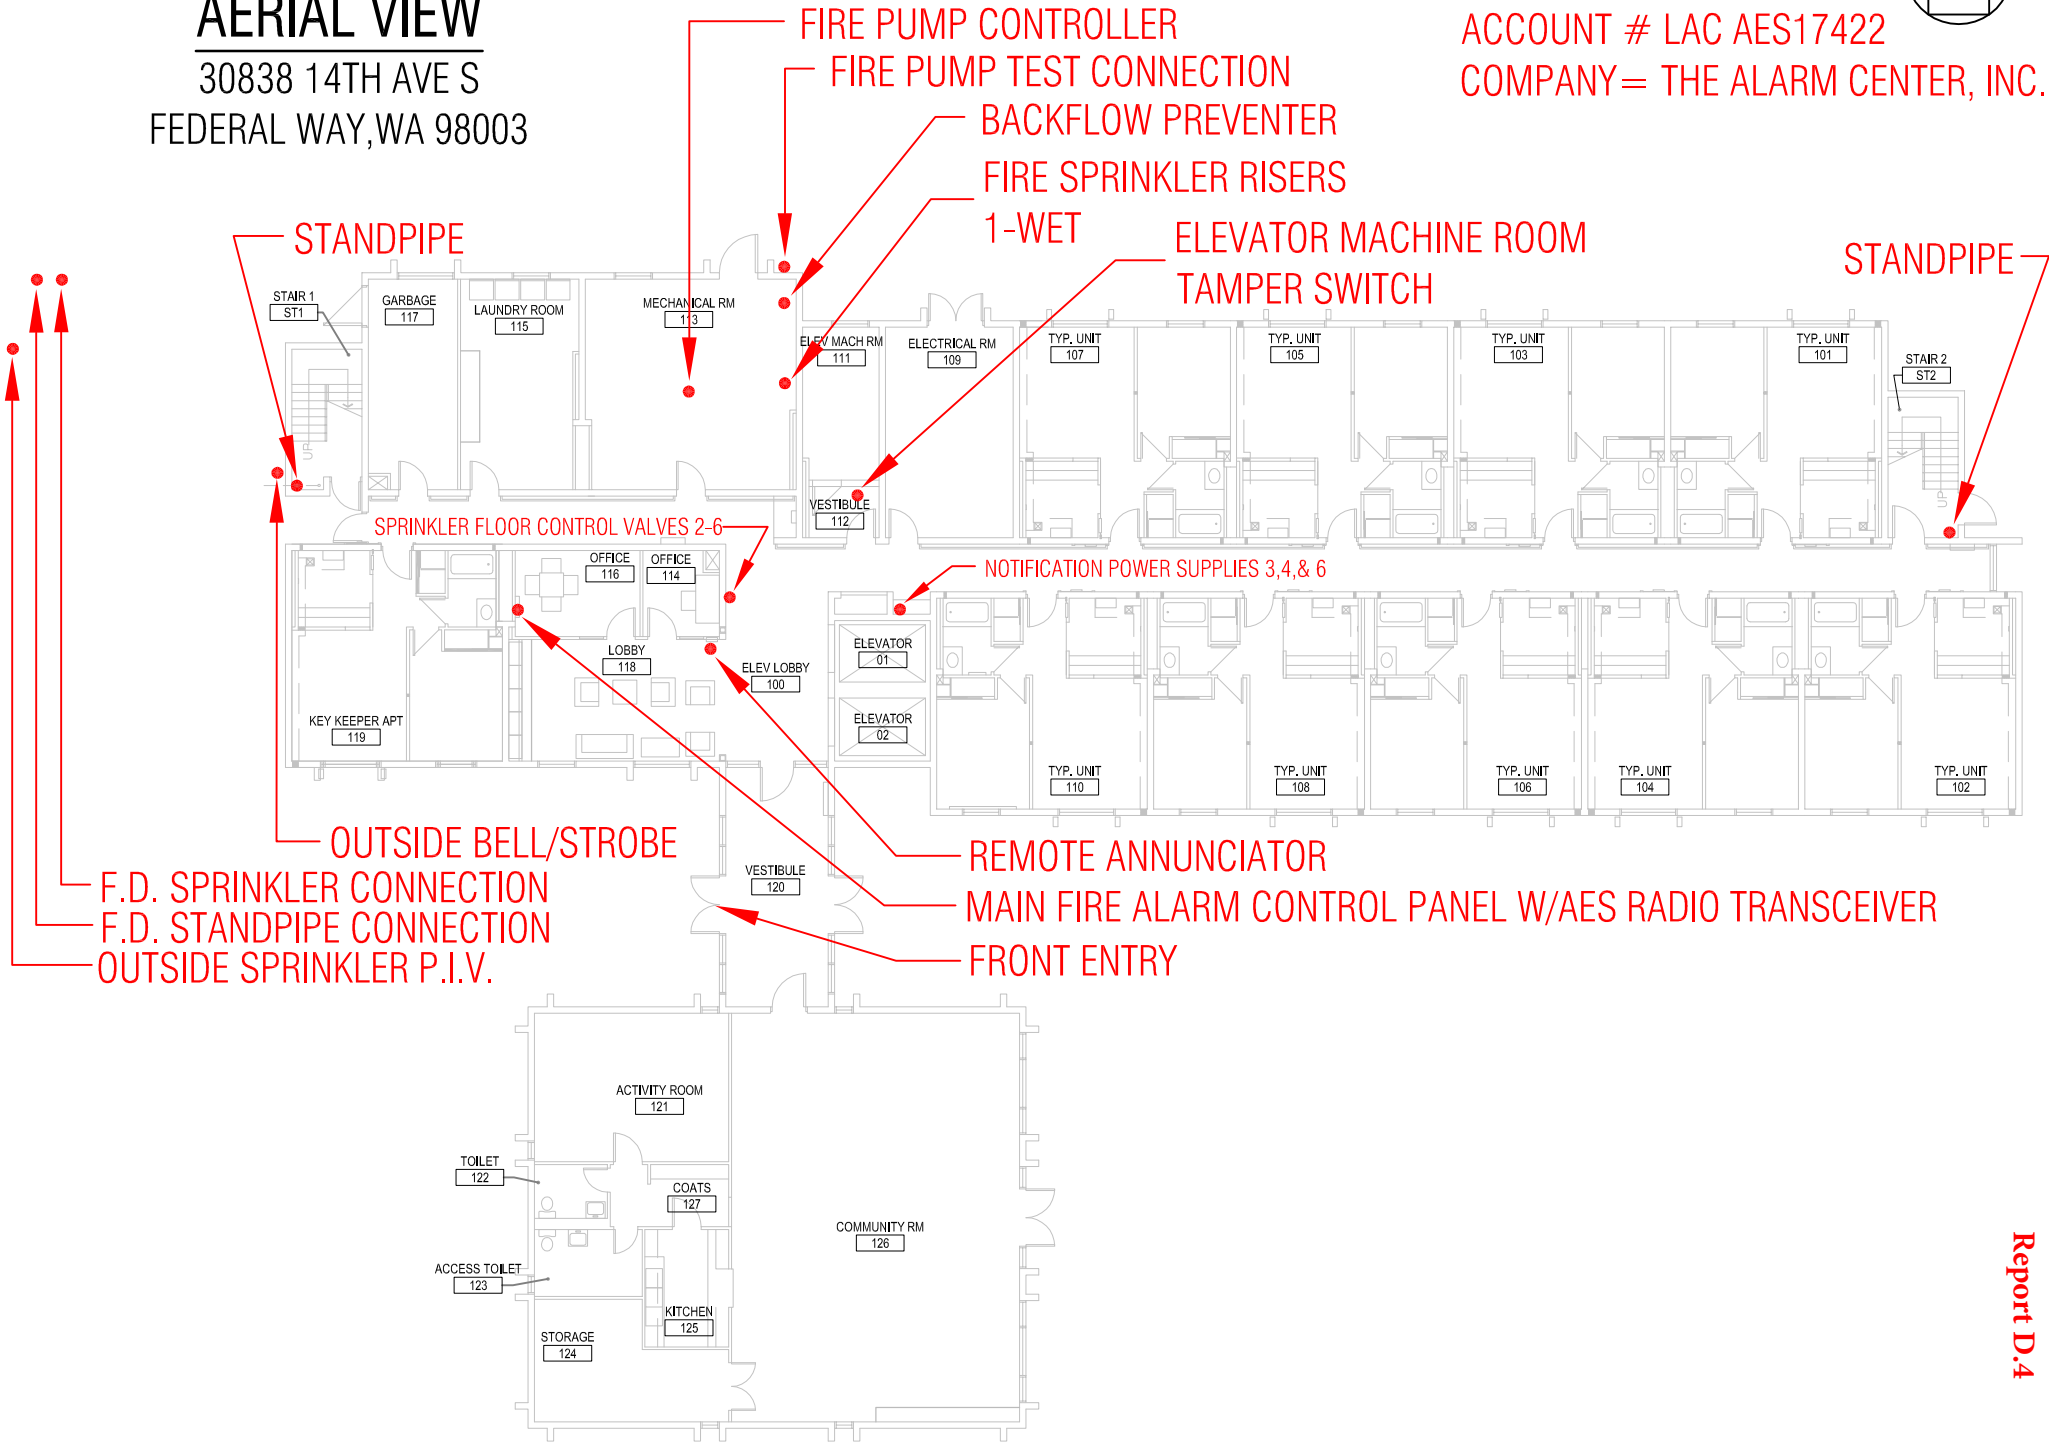 AERIAL VIEW
30838 14TH AVE S
FEDERAL WAY,WA 98003
FIRE PUMP CONTROLLER
FIRE PUMP TEST CONNECTION
BACKFLOW PREVENTER
FIRE SPRINKLER RISERS
1-WET
ELEVATOR MACHINE ROOM
TAMPER SWITCH
ACCOUNT # LAC AES17422
COMPANY= THE ALARM CENTER, INC.
STANDPIPE
STANDPIPE
STAIR 1
ST1
GARBAGE
117
LAUNDRY ROOM
115
MECHANICAL RM
113
ELEV MACH RM
111
ELECTRICAL RM
109
TYP. UNIT
107
TYP. UNIT
105
TYP. UNIT
103
TYP. UNIT
101
STAIR 2
ST2
UP
UP
VESTIBULE
112
SPRINKLER FLOOR CONTROL VALVES 2-6
OFFICE
116
OFFICE
114
NOTIFICATION POWER SUPPLIES 3,4,& 6
LOBBY
118
ELEV LOBBY
100
ELEVATOR
01
ELEVATOR
02
KEY KEEPER APT
119
TYP. UNIT
110
TYP. UNIT
108
TYP. UNIT
106
TYP. UNIT
104
TYP. UNIT
102
OUTSIDE BELL/STROBE
F.D. SPRINKLER CONNECTION
F.D. STANDPIPE CONNECTION
OUTSIDE SPRINKLER P.I.V.
VESTIBULE
120
REMOTE ANNUNCIATOR
MAIN FIRE ALARM CONTROL PANEL W/AES RADIO TRANSCEIVER
FRONT ENTRY
ACTIVITY ROOM
121
TOILET
122
COATS
127
COMMUNITY RM
126
ACCESS TOILET
123
KITCHEN
125
STORAGE
124
Report D.4